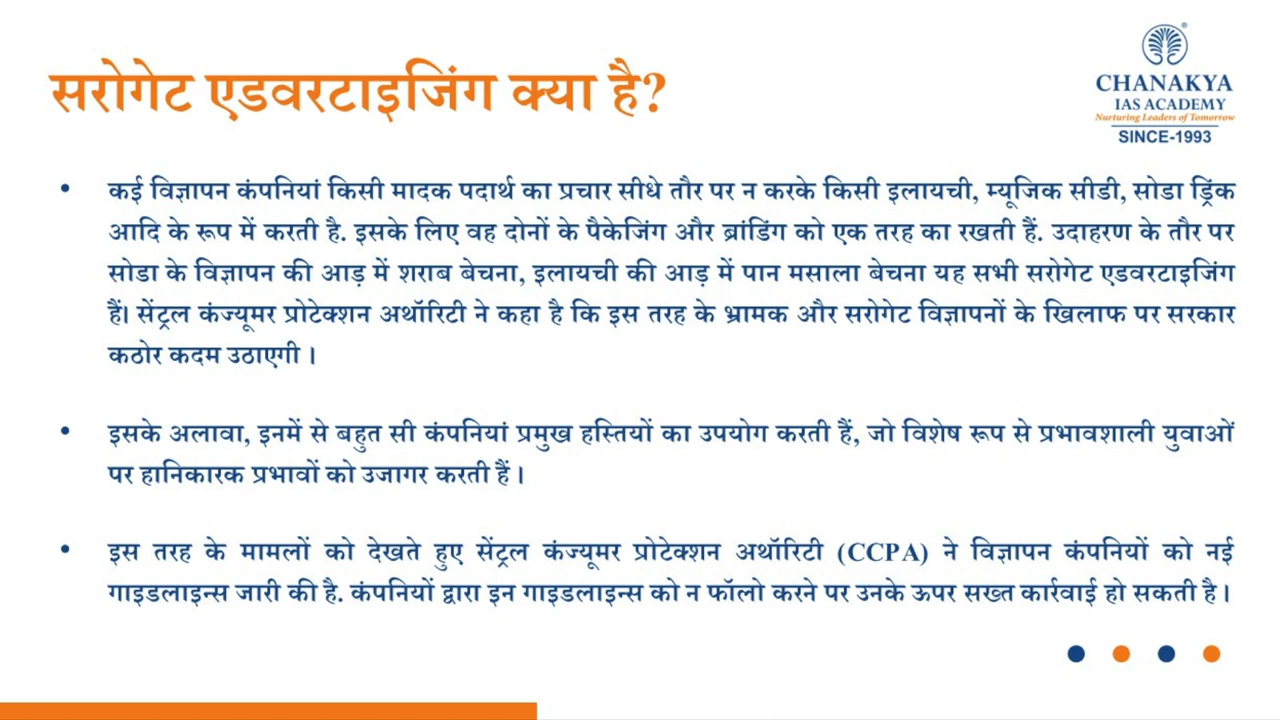 सरोगेट एडवरटाइजिंग क्या है?
CHANAKYA
IAS ACADEMY
Nurturing Leaders of Tomorrow
SINCE-1993
• कई विज्ञापन कंपनियां किसी मादक पदार्थ का प्रचार सीधे तौर पर न करके किसी इलायची, म्यूजिक सीडी, सोडा ड्रिंक
आदि के रूप में करती है. इसके लिए वह दोनों के पैकेजिंग और ब्रांडिंग को एक तरह का रखती हैं. उदाहरण के तौर पर
सोडा के विज्ञापन की आड़ में शराब बेचना, इलायची की आड़ में पान मसाला बेचना यह सभी सरोगेट एडवरटाइजिंग
हैं। सेंट्रल कंज्यूमर प्रोटेक्शन अथॉरिटी ने कहा है कि इस तरह के भ्रामक और सरोगेट विज्ञापनों के खिलाफ पर सरकार
कठोर कदम उठाएगी ।
• इसके अलावा, इनमें से बहुत सी कंपनियां प्रमुख हस्तियों का उपयोग करती हैं, जो विशेष रूप से प्रभावशाली युवाओं
पर हानिकारक प्रभावों को उजागर करती हैं ।
• इस तरह के मामलों को देखते हुए सेंट्रल कंज्यूमर प्रोटेक्शन अथॉरिटी (CCPA) ने विज्ञापन कंपनियों को नई
गाइडलाइन्स जारी की है. कंपनियों द्वारा इन गाइडलाइन्स को न फॉलो करने पर उनके ऊपर सख्त कार्रवाई हो सकती है ।